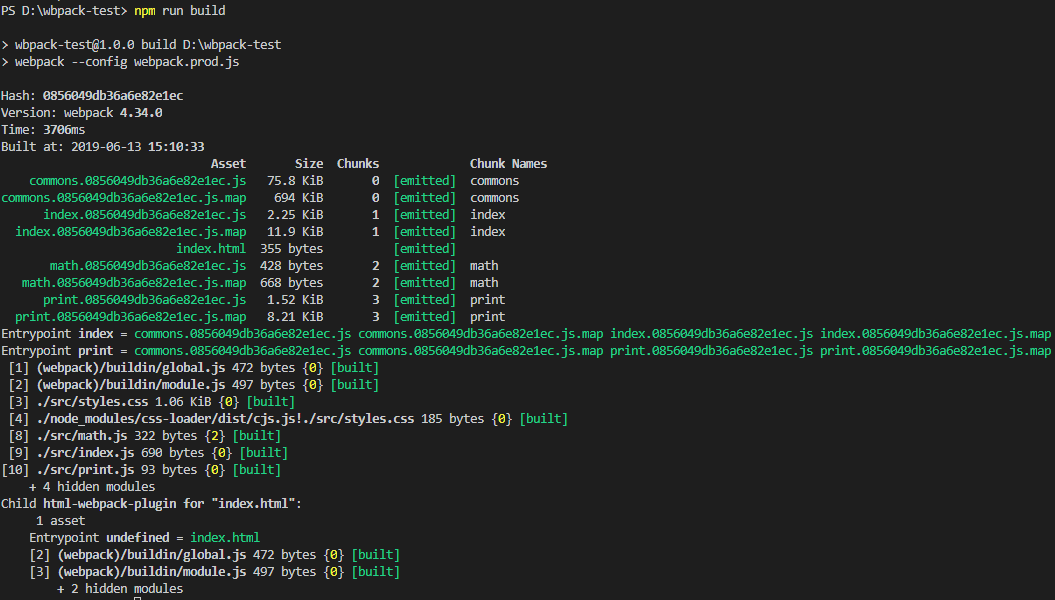 PS D:\wbpack-test> npm run build
> wbpack-test@1.0.0 build D:\wbpack-test
> webpack --config webpack.prod.js
Hash: 0856049db36a6e82e1ec
Version: webpack 4.34.0
Time: 3706ms
Built at: 2019-06-13 15:10:33
Asset Size Chunks Chunk Names
commons.0856049db36a6e82e1ec.js 75.8 KiB 0 [emitted] commons
commons.0856049db36a6e82e1ec.js.map 694 KiB 0 [emitted] commons
index.0856049db36a6e82e1ec.js 2.25 KiB 1 [emitted] index
index.0856049db36a6e82e1ec.js.map 11.9 KiB 1 [emitted] index
index.html 355 bytes [emitted]
math.0856049db36a6e82e1ec.js 428 bytes 2 [emitted] math
math.0856049db36a6e82e1ec.js.map 668 bytes 2 [emitted] math
print.0856049db36a6e82e1ec.js 1.52 KiB 3 [emitted] print
print.0856049db36a6e82e1ec.js.map 8.21 KiB 3 [emitted] print
Entrypoint index = commons.0856049db36a6e82e1ec.js commons.0856049db36a6e82e1ec.js.map index.0856049db36a6e82e1ec.js index.0856049db36a6e82e1ec.js.map
Entrypoint print = commons.0856049db36a6e82e1ec.js commons.0856049db36a6e82e1ec.js.map print.0856049db36a6e82e1ec.js print.0856049db36a6e82e1ec.js.map
[1] (webpack)/buildin/global.js 472 bytes {0} [built]
[2] (webpack)/buildin/module.js 497 bytes {0} [built]
[3] ./src/styles.css 1.06 KiB {0} [built]
[4] ./node_modules/css-loader/dist/cjs.js!./src/styles.css 185 bytes {0} [built]
[8] ./src/math.js 322 bytes {2} [built]
[9] ./src/index.js 690 bytes {0} [built]
[10] ./src/print.js 93 bytes {0} [built]
+ 4 hidden modules
Child html-webpack-plugin for "index.html":
1 asset
Entrypoint undefined = index.html
[2] (webpack)/buildin/global.js 472 bytes {0} [built]
[3] (webpack)/buildin/module.js 497 bytes {0} [built]
+ 2 hidden modules